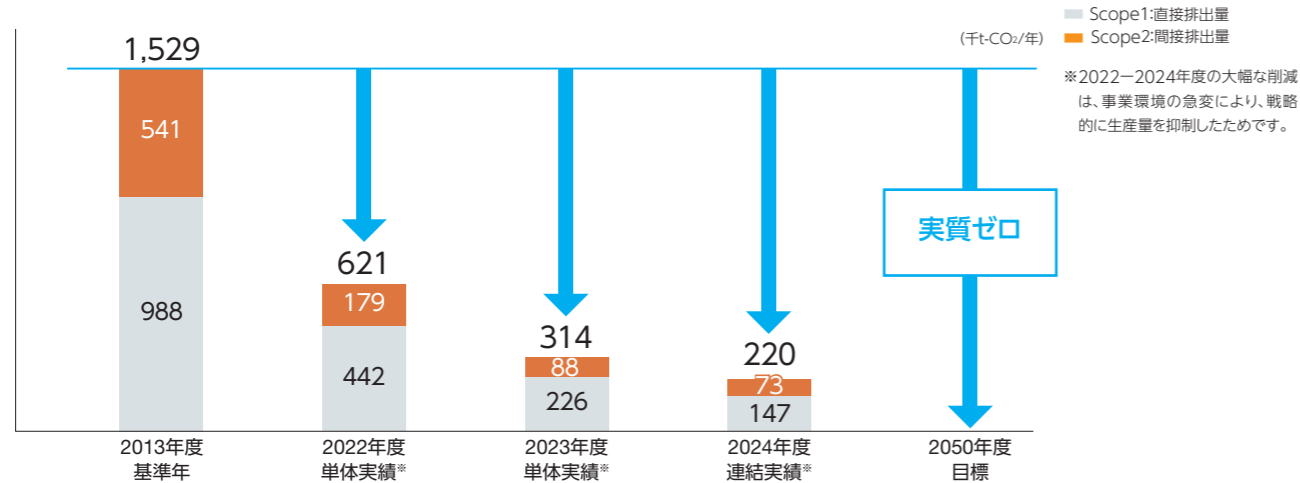 Scope1:直接排出量
Scope2:間接排出量
(千t-CO₂/年)
※2022ー2024年度の大幅な削減
は、事業環境の急変により、戦略
的に生産量を抑制したためです。
1,529
541
988
621
179
442
314
88
226
220
73
147
実質ゼロ
2013年度
基準年
2022年度
単体実績※
2023年度
単体実績※
2024年度
連結実績※
2050年度
目標